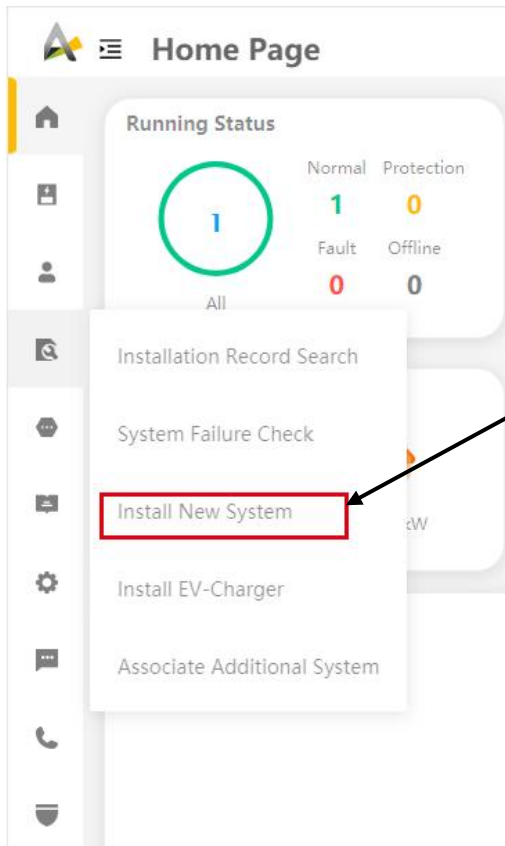 Home Page
Running Status
Normal Protection
1 0
1
Fault Offline
0 0
All
Installation Record Search
System Failure Check
Install New System
kW
Install EV-Charger
Associate Additional System